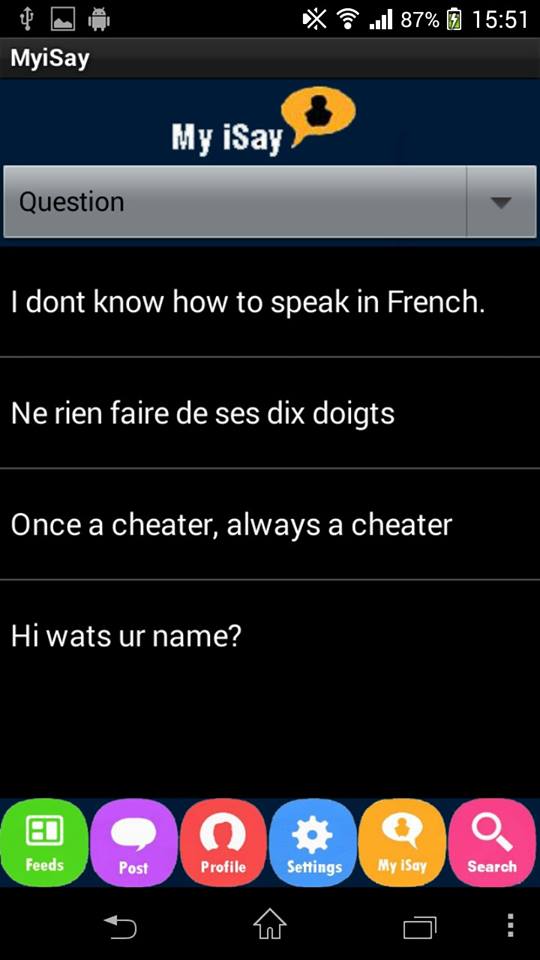 87% 15:51
MyiSay
My iSay
Question
I dont know how to speak in French.
Ne rien faire de ses dix doigts
Once a cheater, always a cheater
Hi wats ur name?
Feeds Post Profile Settings My iSay Search